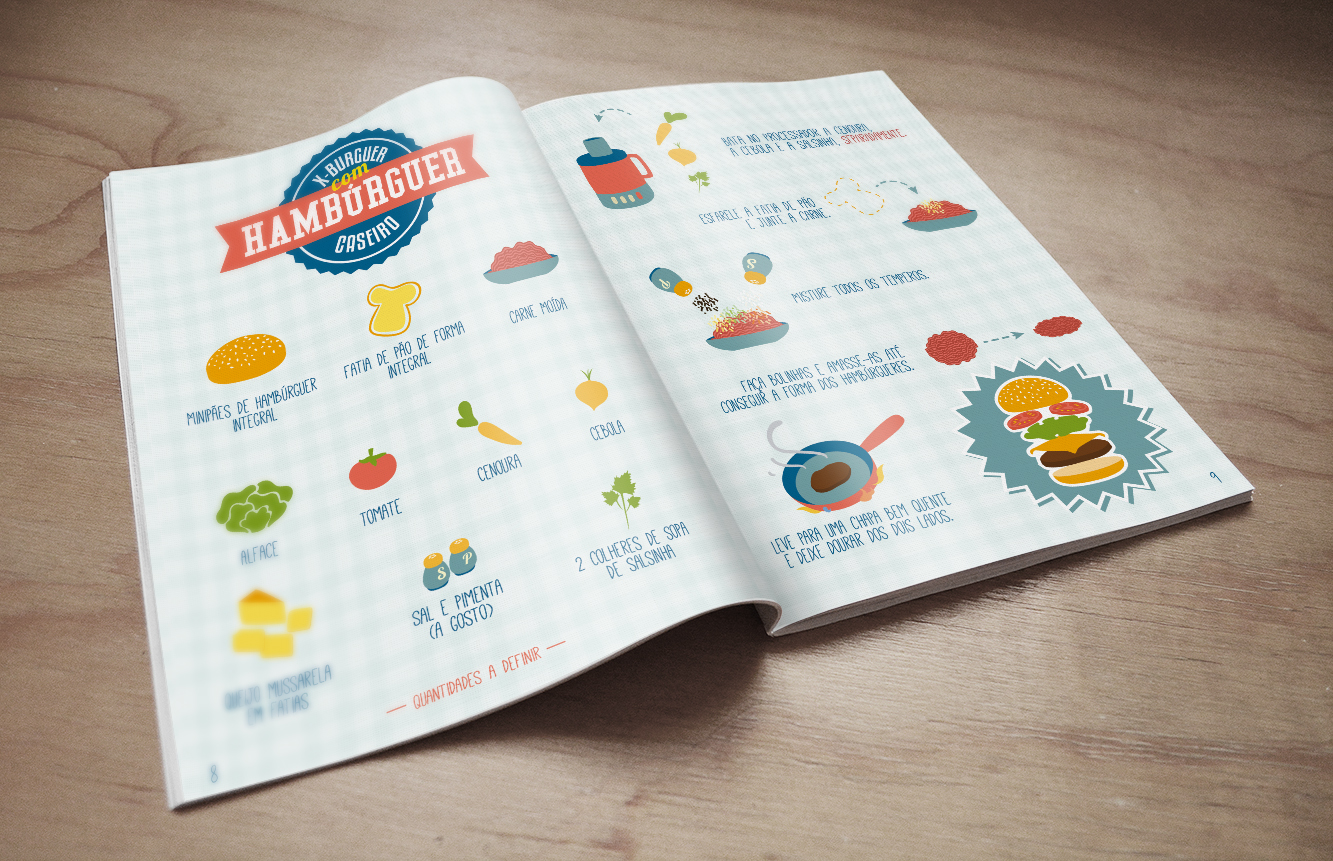 X-BURGUER
com
HAMBÚRGUER
CASEIRO
CARNE MOÍDA
FATIA DE PÃO DE FORMA
INTEGRAL
MINIPÃES DE HAMBÚRGUER
INTEGRAL
CEBOLA
CENOURA
TOMATE
ALFACE
2 COLHERES DE SOPA
DE SALSINHA
S P
SAL E PIMENTA
(A GOSTO)
QUEIJO MUSSARELA
EM FATIAS
— QUANTIDADES A DEFINIR —
8
BATA NO PROCESSADOR A CENOURA,
A CEBOLA E A SALSINHA, SEPARADAMENTE.
ESFARELE A FATIA DE PÃO
E JUNTE A CARNE.
P S
MISTURE TODOS OS TEMPEROS.
FAÇA BOLINHAS E AMASSE-AS ATÉ
CONSEGUIR A FORMA DOS HAMBÚRGUERES.
LEVE PARA UMA CHAPA BEM QUENTE
E DEIXE DOURAR DOS DOIS LADOS.
9